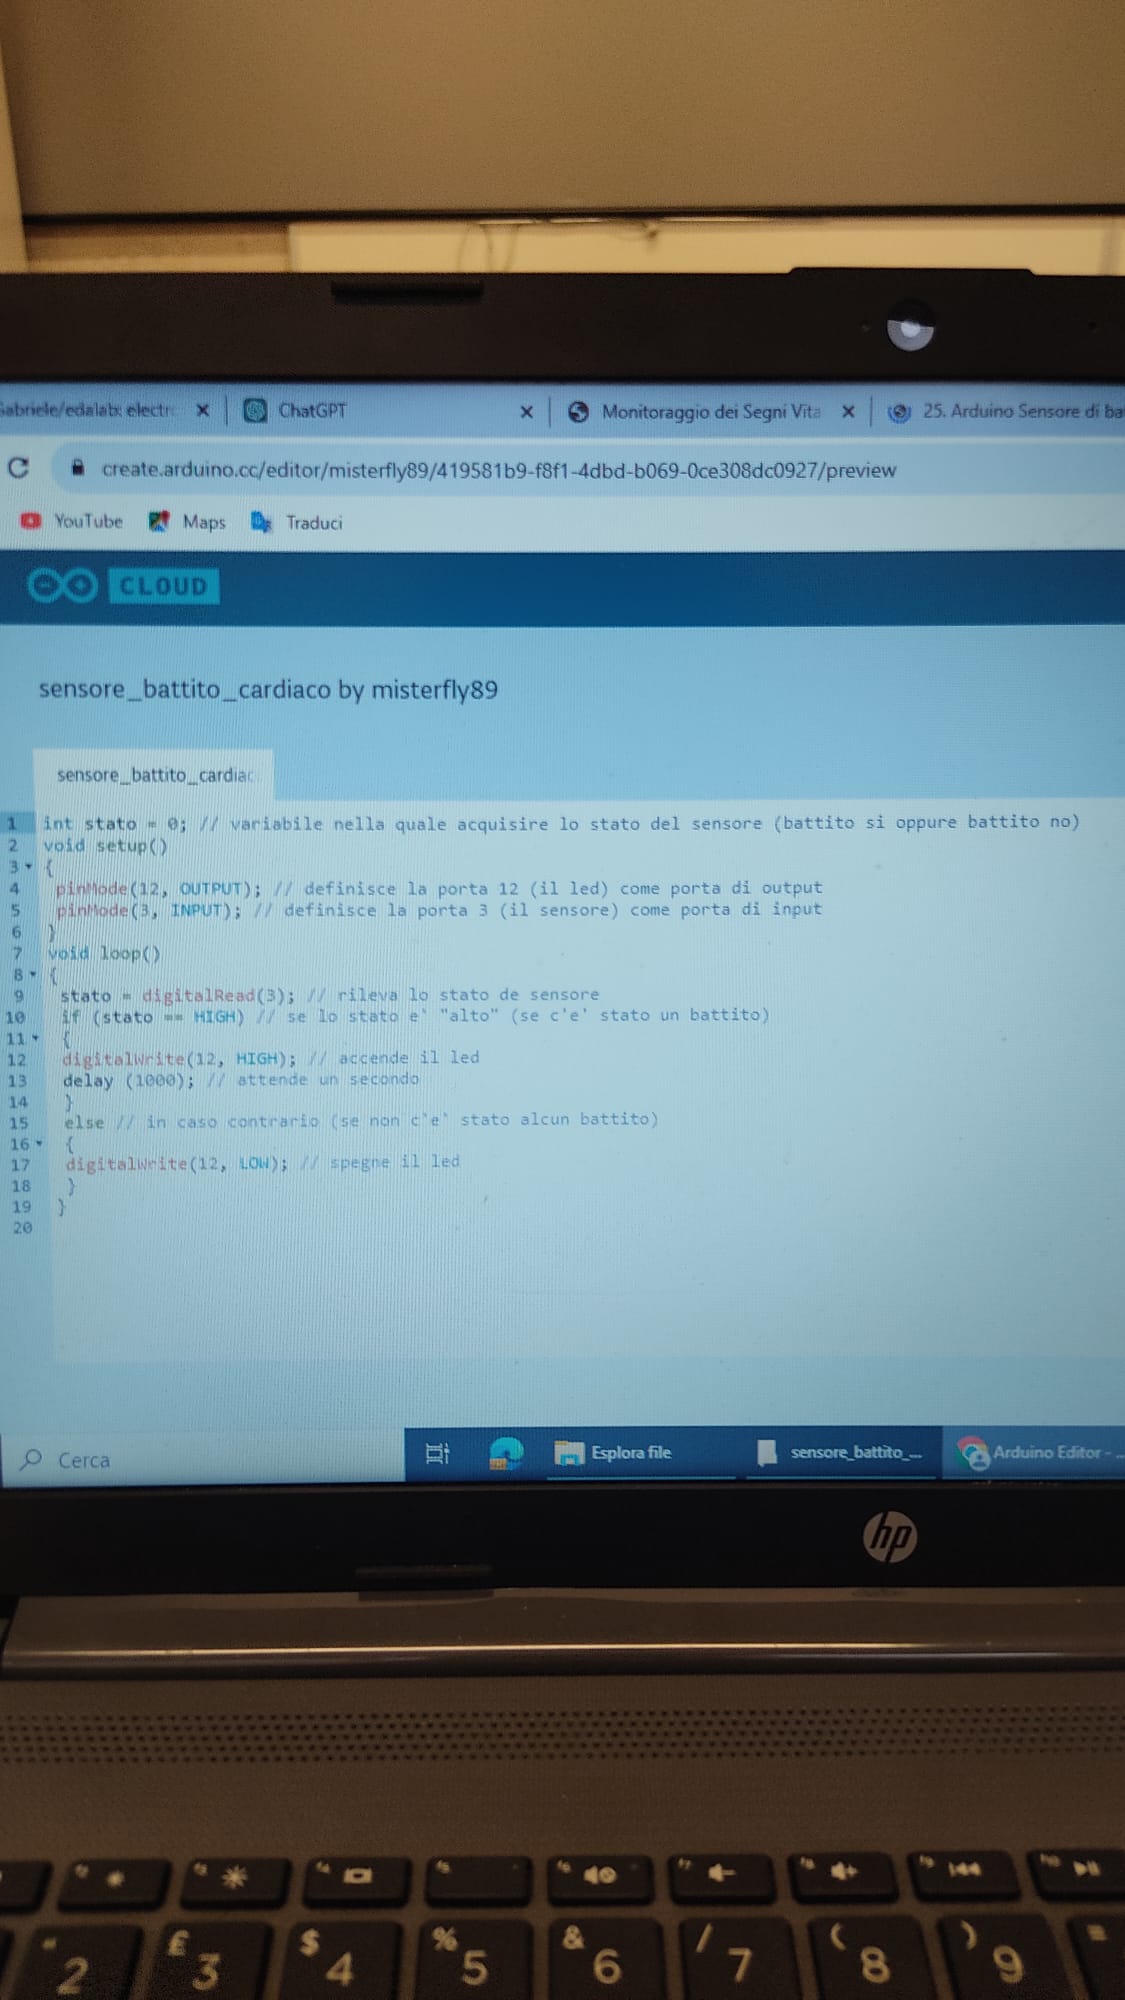 Gabriele/edalab: electr
ChatGPT
Monitoraggio dei Segni Vita
25. Arduino Sensore di ba
create.arduino.cc/editor/misterfly89/419581b9-f8f1-4dbd-b069-0ce308dc0927/preview
YouTube
Maps
Traduci
CLOUD
sensore_battito_cardiaco by misterfly89
sensore_battito_cardiac
1 int stato = 0; // variabile nella quale acquisire lo stato del sensore (battito si oppure battito no)
2 void setup()
3 {
4 pinMode(12, OUTPUT); // definisce la porta 12 (il led) come porta di output
5 pinMode(3, INPUT); // definisce la porta 3 (il sensore) come porta di input
6 }
7 void loop()
8 {
9 stato = digitalRead(3); // rileva lo stato de sensore
10 if (stato == HIGH) // se lo stato e' "alto" (se c'e' stato un battito)
11 {
12 digitalWrite(12, HIGH); // accende il led
13 delay (1000); // attende un secondo
14 }
15 else // in caso contrario (se non c'e' stato alcun battito)
16 {
17 digitalWrite(12, LOW); // spegne il led
18 }
19 }
20
Cerca
Esplora file
sensore_battito_...
Arduino Editor - ...
hp
f4
f5
f6
f7
f8
f9
f10
" 2
£ 3
$ 4
% 5
& 6
/ 7
( 8
) 9
=